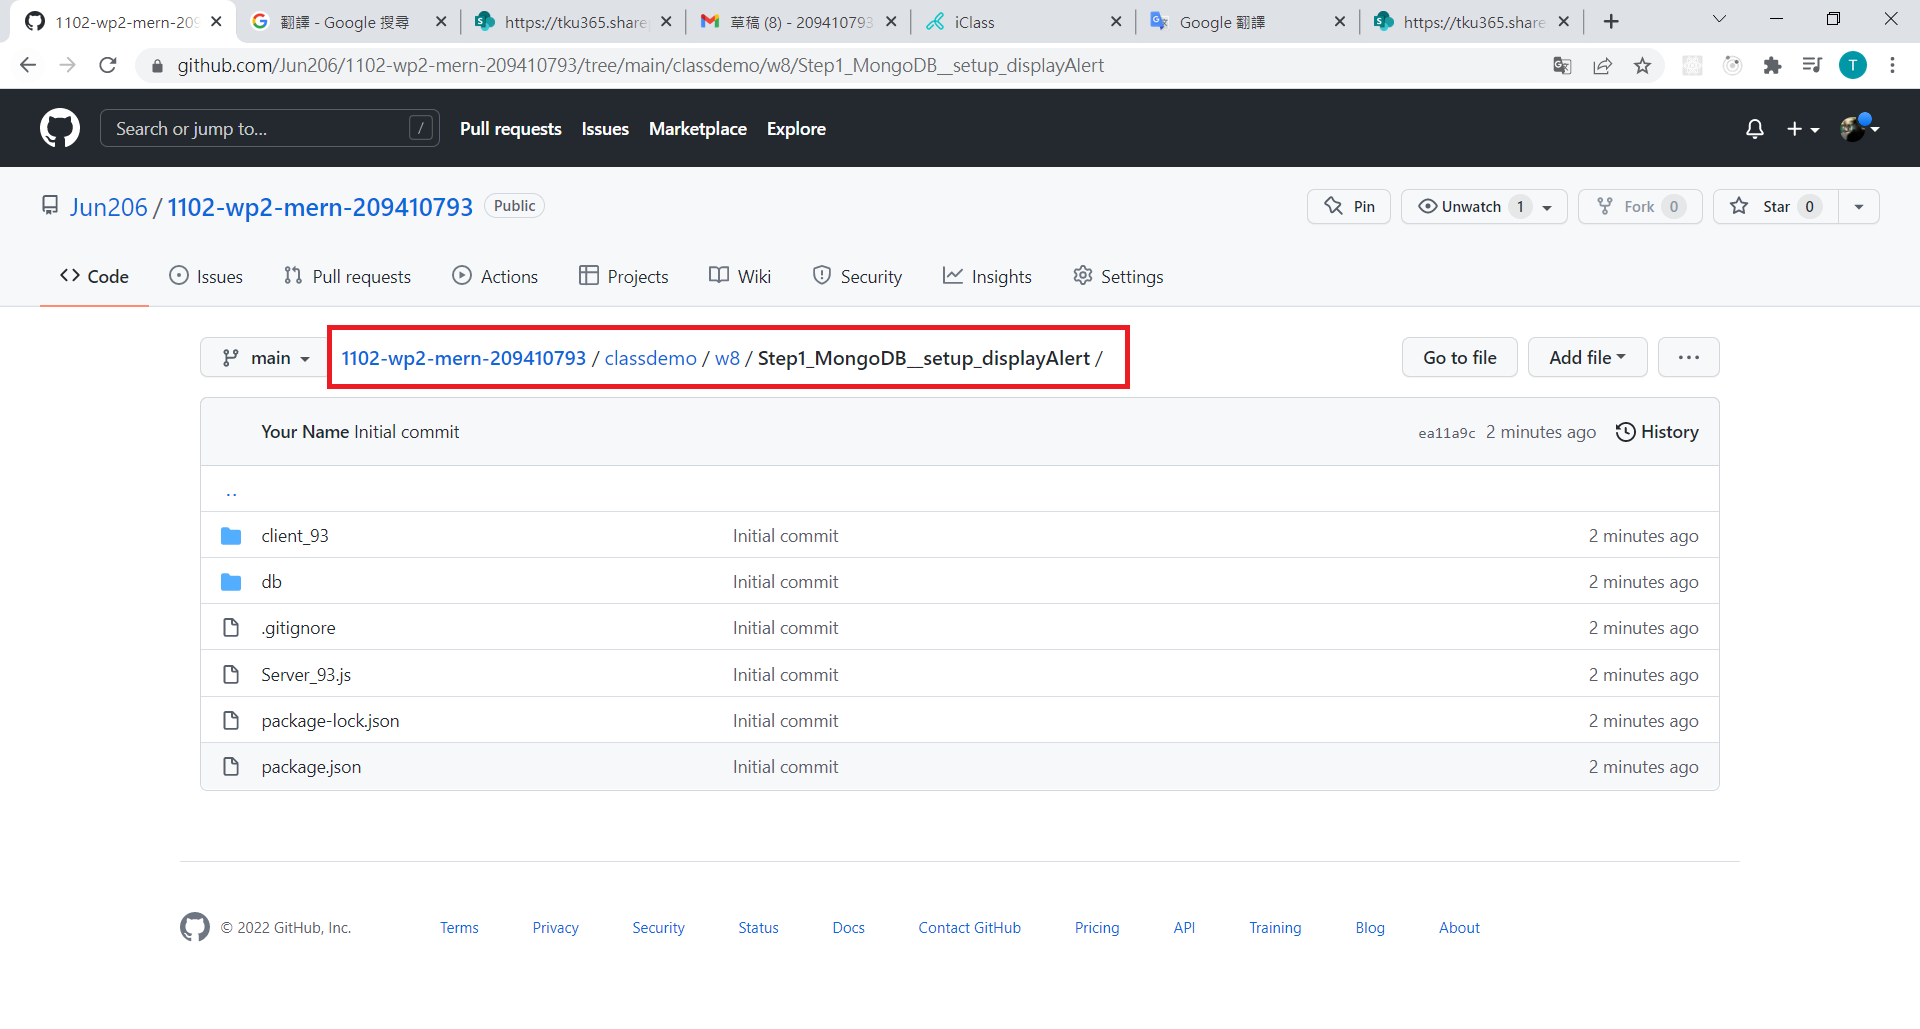 1102-wp2-mern-209 翻譯 - Google 搜尋 https://tku365.share 草稿 (8) - 209410793 iClass Google 翻譯 https://tku365.share
github.com/Jun206/1102-wp2-mern-209410793/tree/main/classdemo/w8/Step1_MongoDB__setup_displayAlert T
Search or jump to... / Pull requests Issues Marketplace Explore
Jun206 / 1102-wp2-mern-209410793 Public Pin Unwatch 1 Fork 0 Star 0
Code Issues Pull requests Actions Projects Wiki Security Insights Settings
main 1102-wp2-mern-209410793 / classdemo / w8 / Step1_MongoDB__setup_displayAlert / Go to file Add file ...
Your Name Initial commit ea11a9c 2 minutes ago History
..
client_93 Initial commit 2 minutes ago
db Initial commit 2 minutes ago
.gitignore Initial commit 2 minutes ago
Server_93.js Initial commit 2 minutes ago
package-lock.json Initial commit 2 minutes ago
package.json Initial commit 2 minutes ago
© 2022 GitHub, Inc. Terms Privacy Security Status Docs Contact GitHub Pricing API Training Blog About